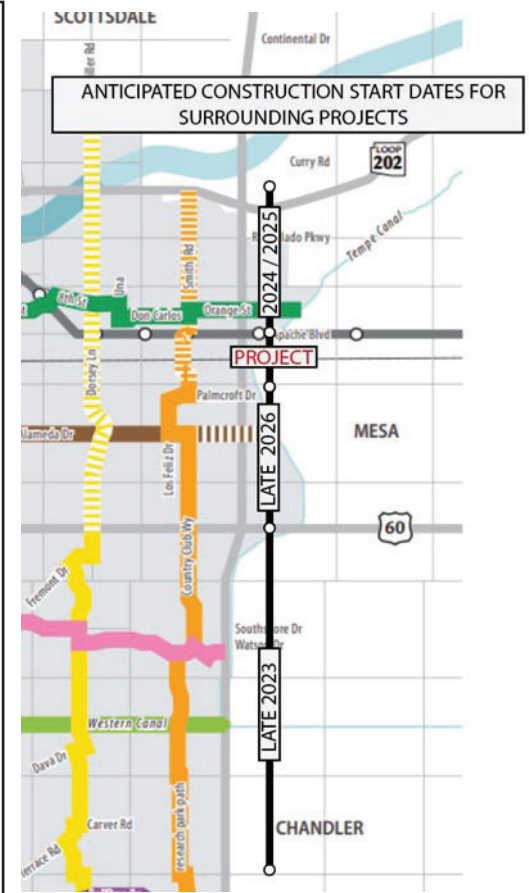 SCOTTSDALE
Continental Dr
ANTICIPATED CONSTRUCTION START DATES FOR
SURROUNDING PROJECTS
Curry Rd
LOOP
202
2024 / 2025
Tempe Canal
Smith Rd
Una
8th St
Don Carlos
Orange St
PROJECT
Dorsey Ln
Palmcroft Dr
MESA
LATE 2026
Los Feliz Dr
60
Country Club Wy
Fremont Dr
LATE 2023
Western Canal
Dava Dr
Carver Rd
research park path
CHANDLER